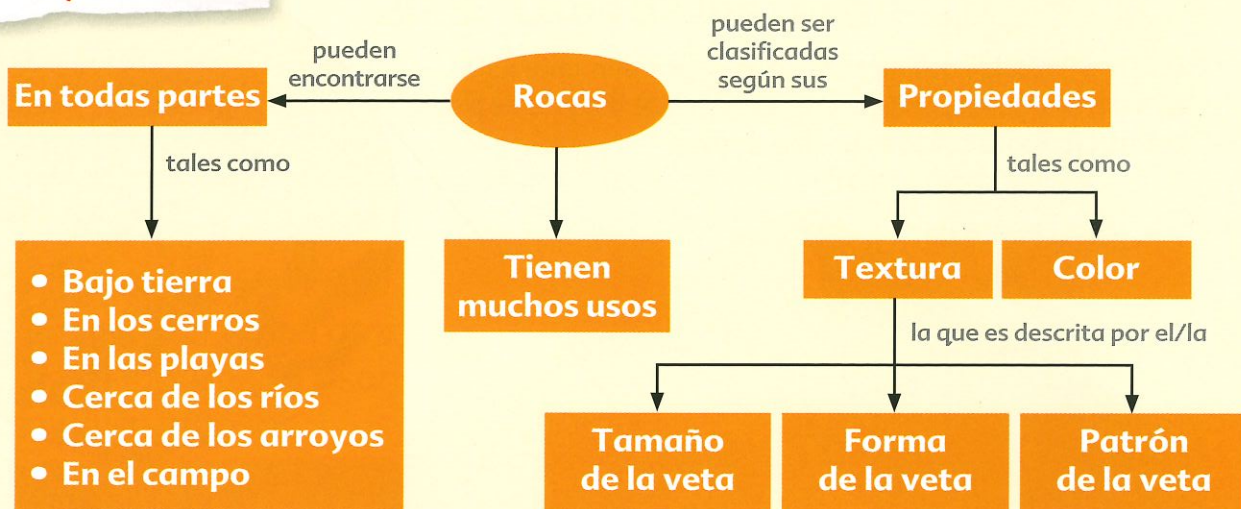 pueden
encontrarse
pueden ser
clasificadas
según sus
En todas partes
Rocas
Propiedades
tales como
tales como
• Bajo tierra
• En los cerros
• En las playas
• Cerca de los ríos
• Cerca de los arroyos
• En el campo
Tienen
muchos usos
Textura
Color
la que es descrita por el/la
Tamaño
de la veta
Forma
de la veta
Patrón
de la veta